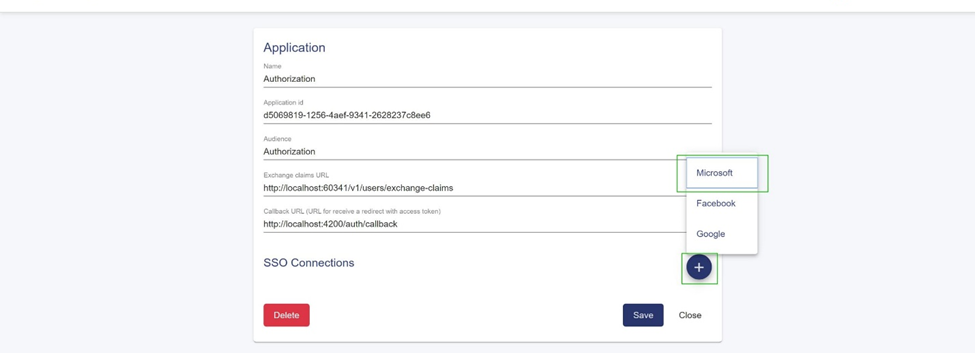 Application
Name
Authorization
Application id
d5069819-1256-4aef-9341-2628237c8ee6
Audience
Authorization
Exchange claims URL
http://localhost:60341/v1/users/exchange-claims
Callback URL (URL for receive a redirect with access token)
http://localhost:4200/auth/callback
Microsoft
Facebook
Google
SSO Connections
+
Delete
Save
Close